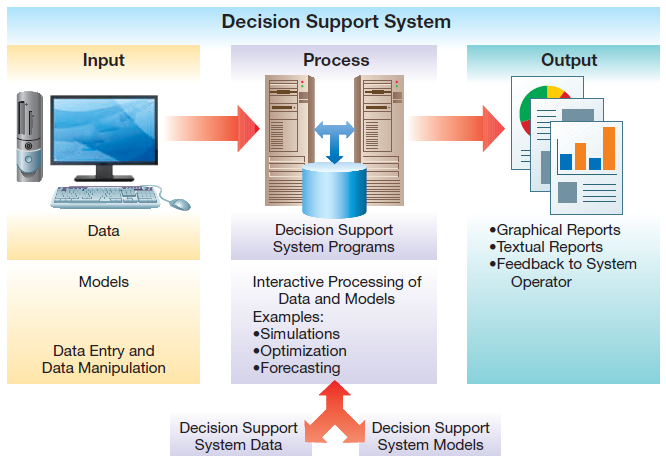 Decision Support System
Input
Process
Output
Data
Models
Data Entry and
Data Manipulation
Decision Support
System Programs
Interactive Processing of
Data and Models
Examples:
•Simulations
•Optimization
•Forecasting
•Graphical Reports
•Textual Reports
•Feedback to System
Operator
Decision Support
System Data
Decision Support
System Models